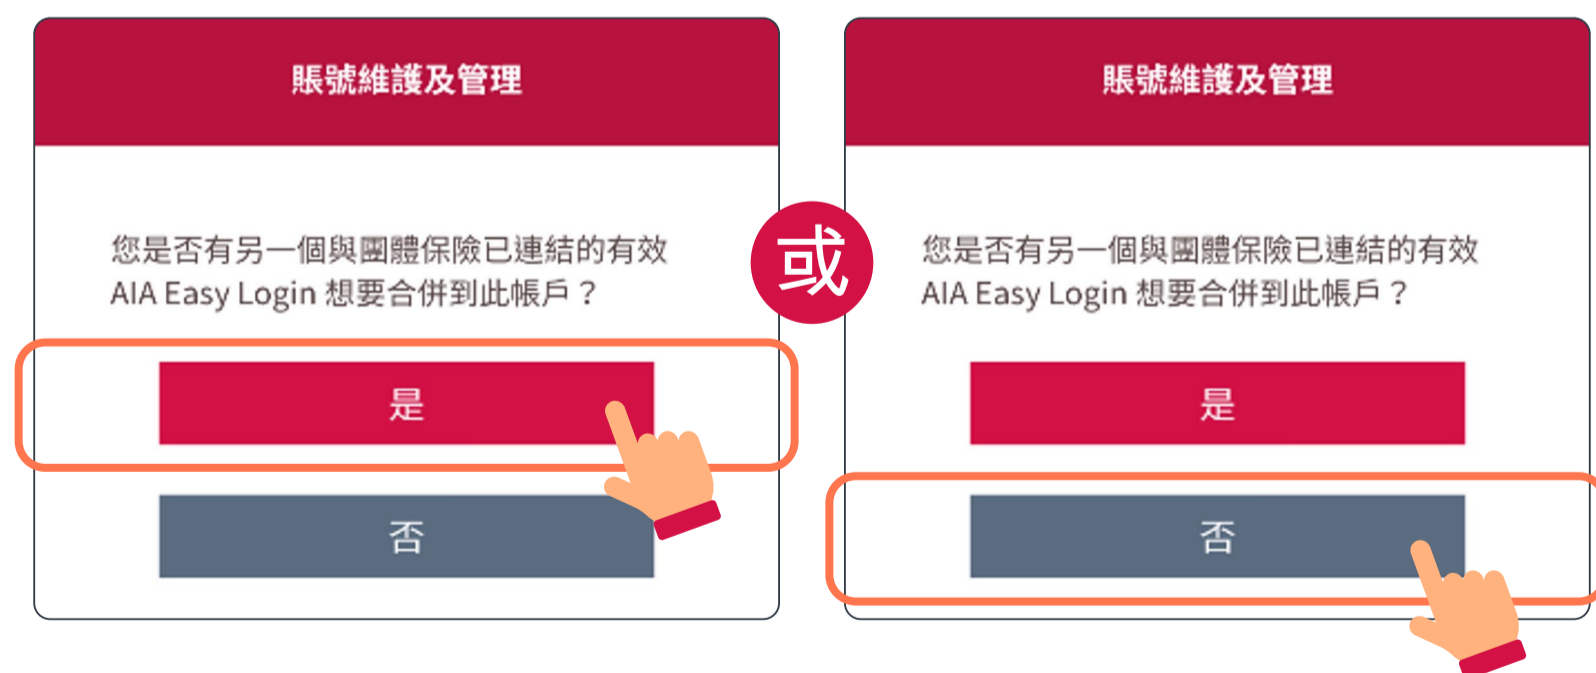 賬號維護及管理
您是否有另一個與團體保險已連結的有效
AIA Easy Login 想要合併到此帳戶？
是
否
或
賬號維護及管理
您是否有另一個與團體保險已連結的有效
AIA Easy Login 想要合併到此帳戶？
是
否